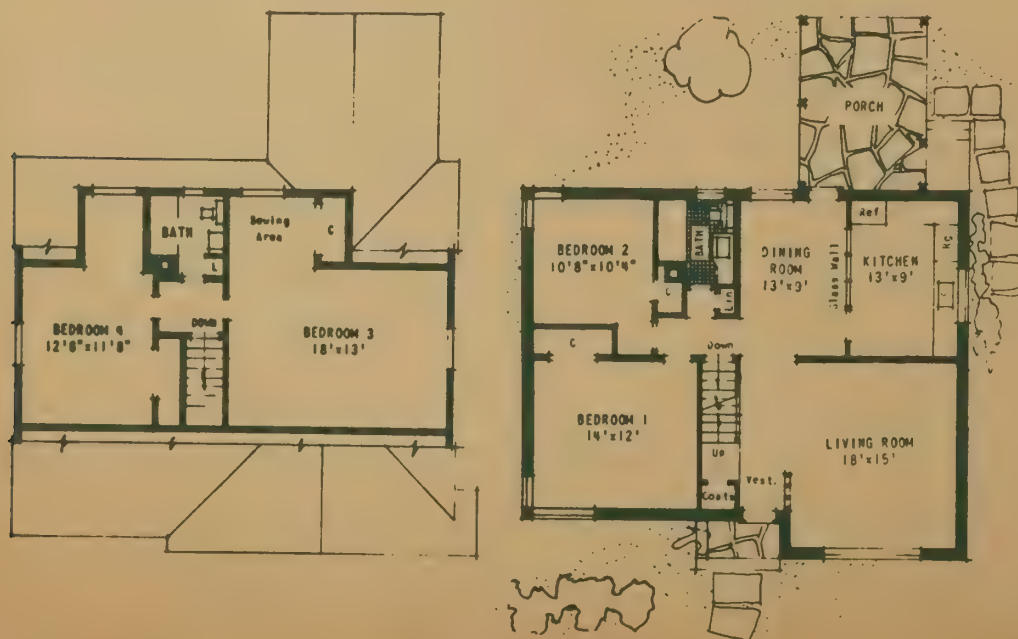 BATH
Sewing
Area
C
L
DOWN
BEDROOM 4
12'6"x11'8"
BEDROOM 3
18'x13'
PORCH
Ref
BEDROOM 2
10'8"x10'4"
BATH
C
Lin
DINING
ROOM
13'x9'
Glass Wall
KITCHEN
13'x9'
Down
C
BEDROOM 1
14'x12'
Up
Coats
Vest.
LIVING ROOM
18'x15'